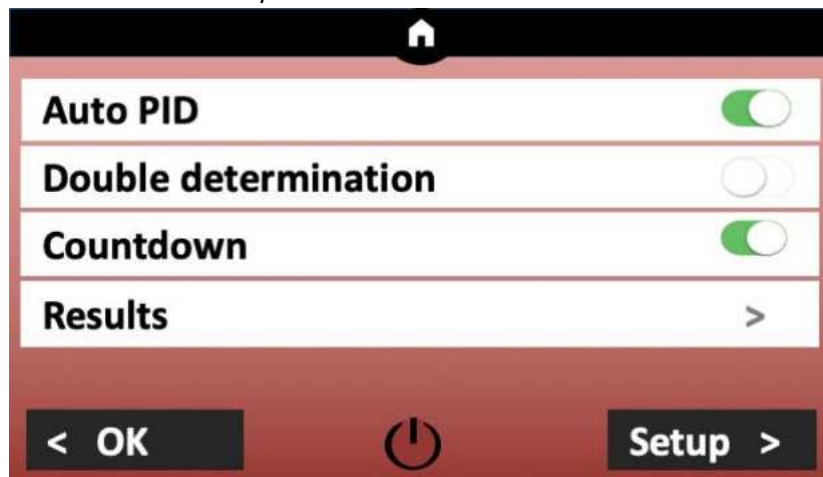 Auto PID
Double determination
Countdown
Results >
< OK
Setup >